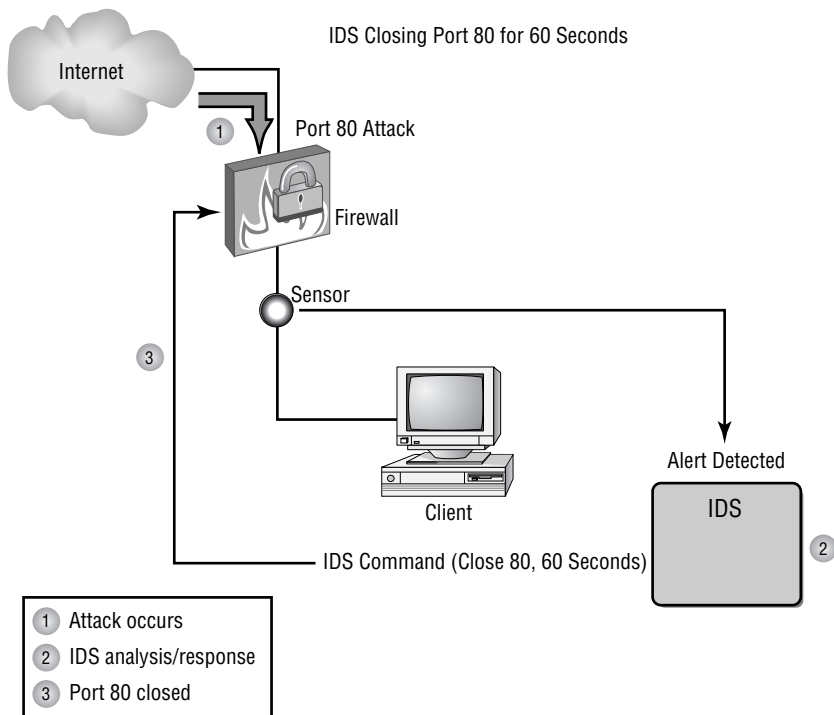 IDS Closing Port 80 for 60 Seconds
Internet
1
Port 80 Attack
Firewall
Sensor
3
Alert Detected
IDS
Client
2
IDS Command (Close 80, 60 Seconds)
1 Attack occurs
2 IDS analysis/response
3 Port 80 closed